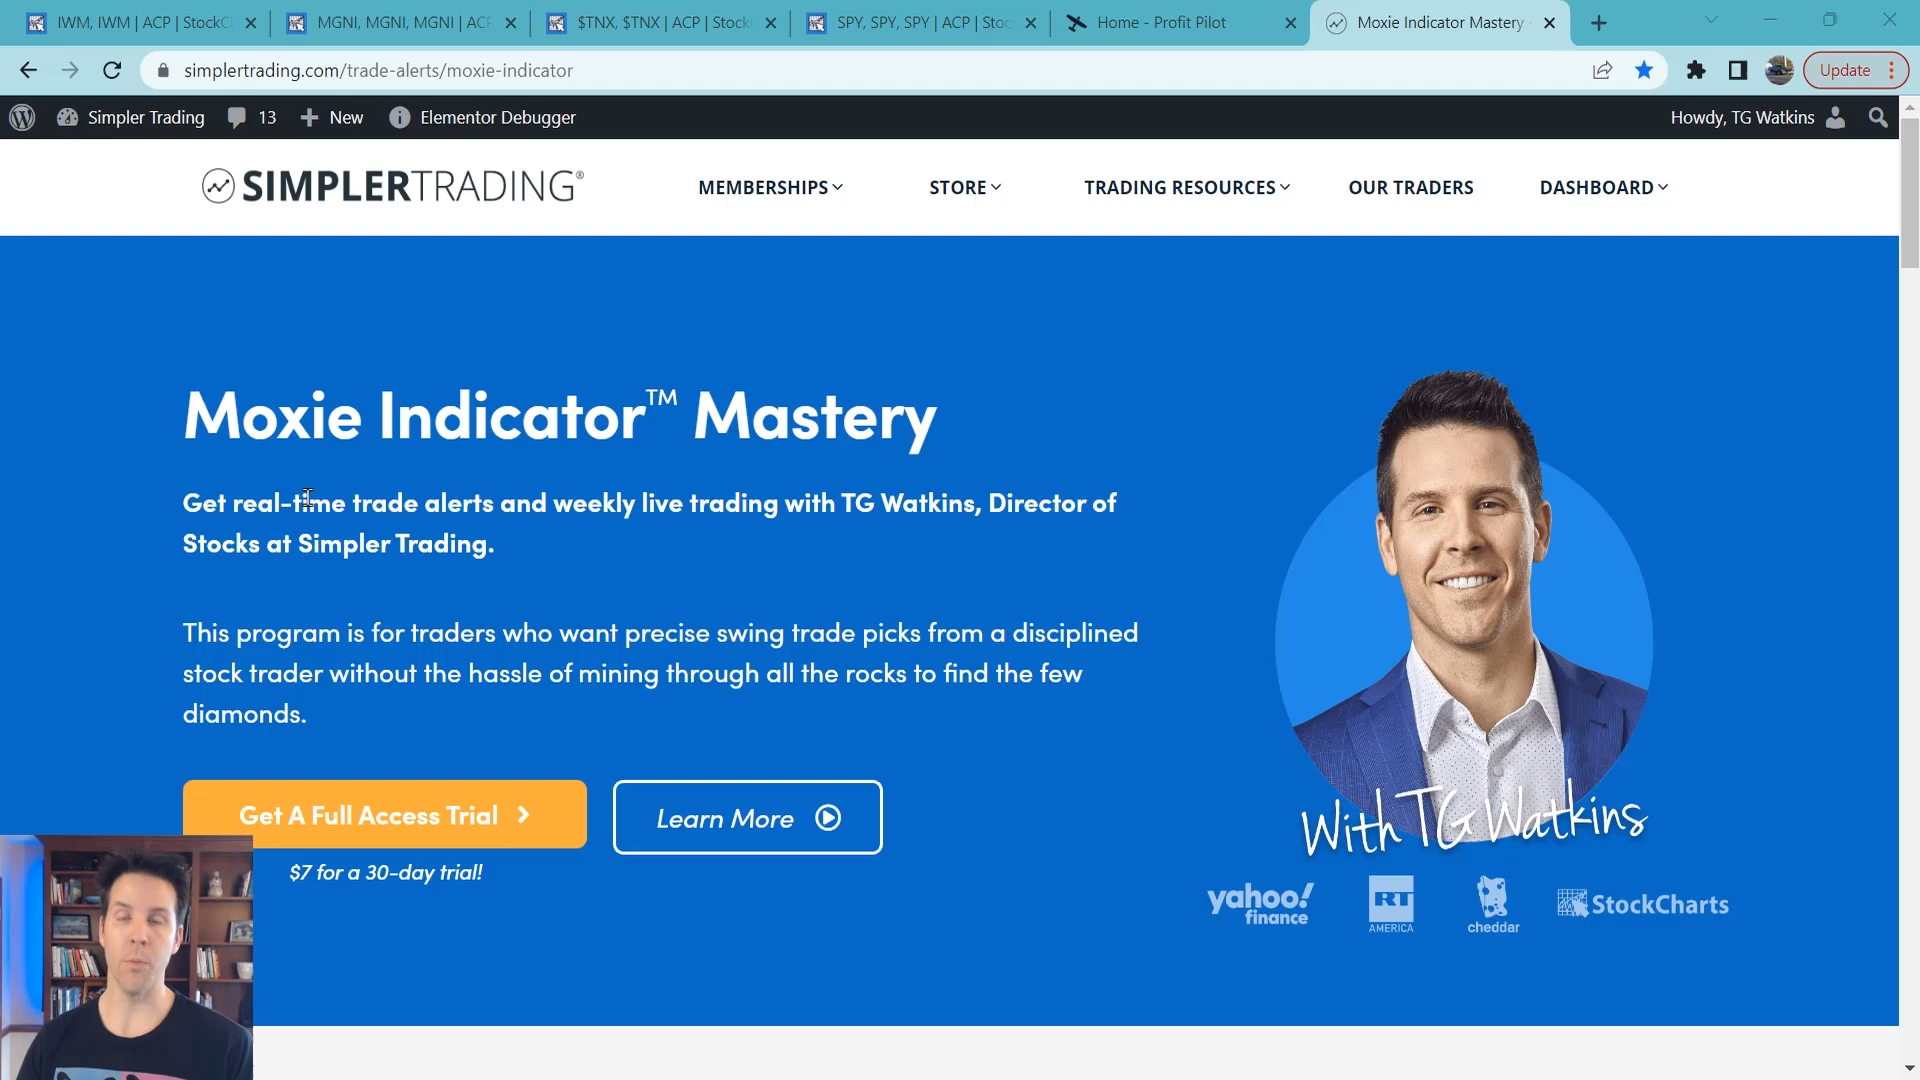 IWM, IWM | ACP | StockC
MGNI, MGNI, MGNI | ACP
$TNX, $TNX | ACP | Stock
SPY, SPY, SPY | ACP | Stoc
Home - Profit Pilot
Moxie Indicator Mastery
simplertrading.com/trade-alerts/moxie-indicator
Update
Simpler Trading
13
New
Elementor Debugger
Howdy, TG Watkins
SIMPLERTRADING®
MEMBERSHIPS
STORE
TRADING RESOURCES
OUR TRADERS
DASHBOARD
Moxie Indicator™ Mastery
Get real-time trade alerts and weekly live trading with TG Watkins, Director of
Stocks at Simpler Trading.
This program is for traders who want precise swing trade picks from a disciplined
stock trader without the hassle of mining through all the rocks to find the few
diamonds.
Get A Full Access Trial
Learn More
$7 for a 30-day trial!
With TG Watkins
yahoo!
finance
RT
AMERICA
cheddar
StockCharts